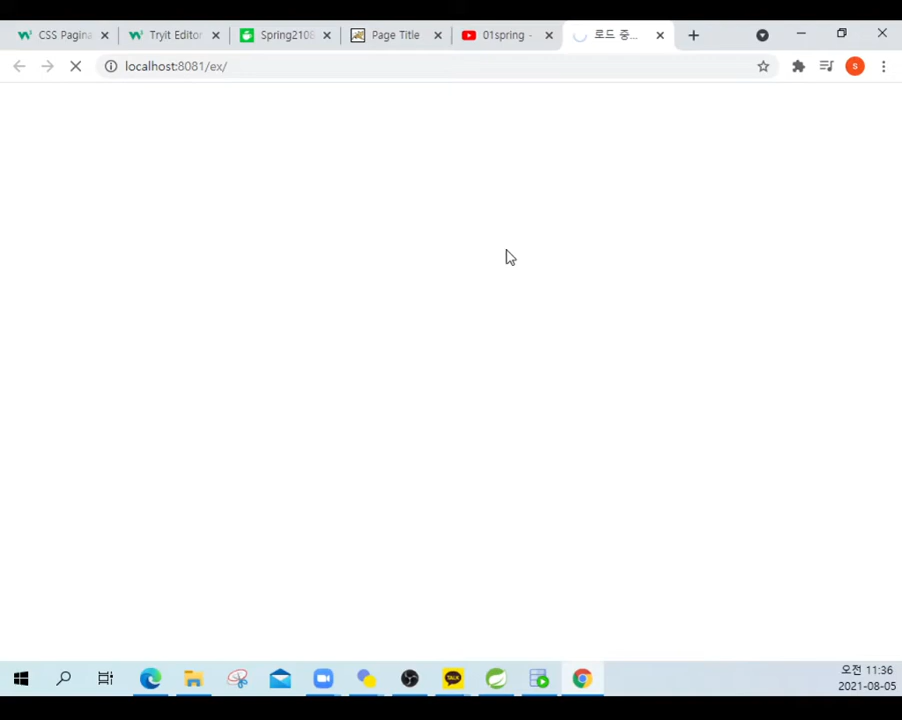 CSS Pagina
Tryit Editor
Spring2108
Page Title
01spring -
로드 중...
localhost:8081/ex/
S
TALK
오전 11:36
2021-08-05